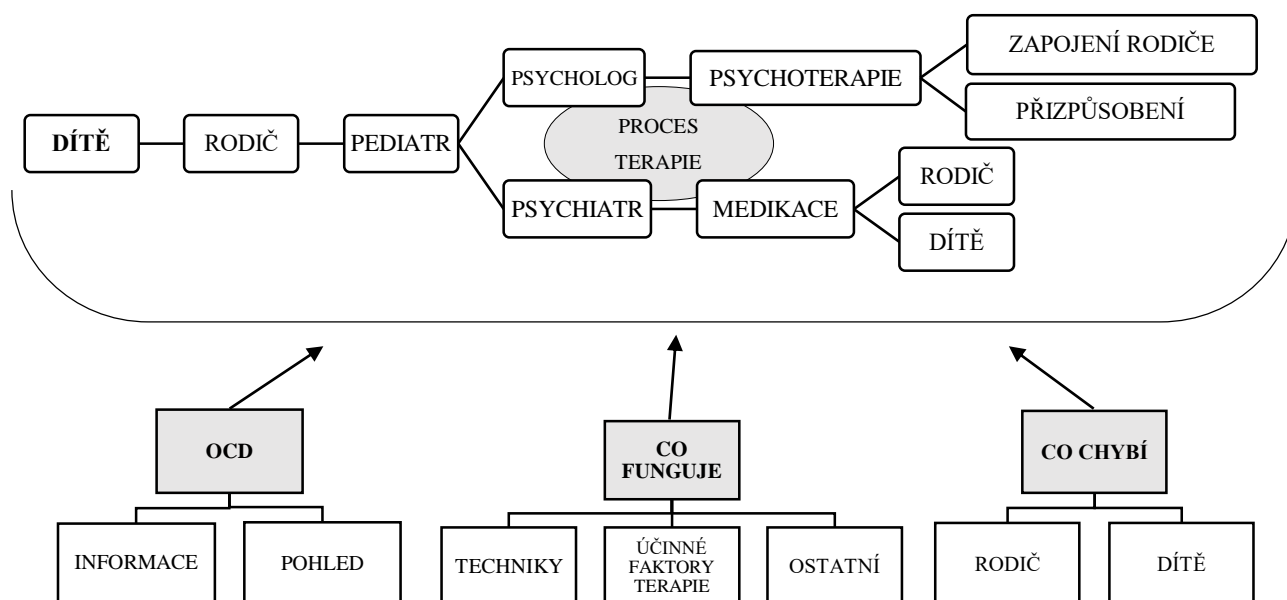 ZAPOJENÍ RODIČE
PSYCHOLOG
PSYCHOTERAPIE
PŘIZPŮSOBENÍ
PROCES
TERAPIE
DÍTĚ
RODIČ
PEDIATR
RODIČ
PSYCHIATR
MEDIKACE
DÍTĚ
OCD
CO
FUNGUJE
CO CHYBÍ
INFORMACE
POHLED
TECHNIKY
ÚČINNÉ
FAKTORY
TERAPIE
OSTATNÍ
RODIČ
DÍTĚ